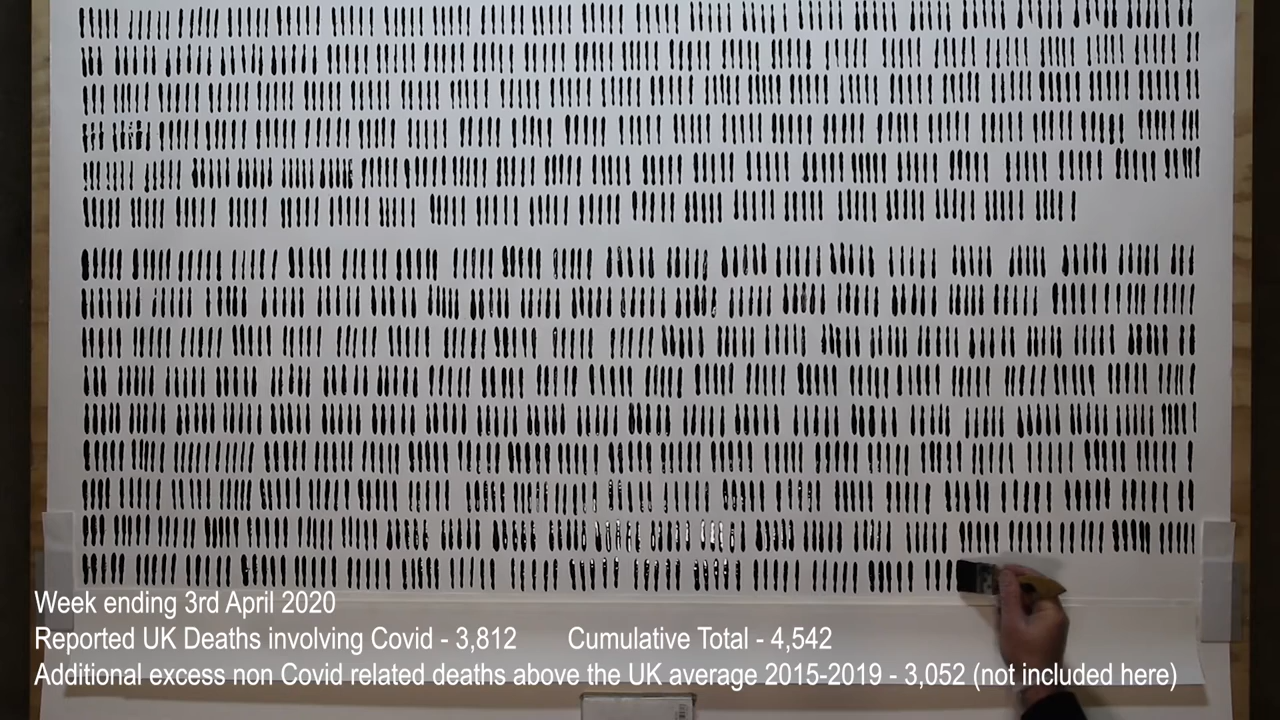 Week ending 3rd April 2020
Reported UK Deaths involving Covid - 3,812 Cumulative Total - 4,542
Additional excess non Covid related deaths above the UK average 2015-2019 - 3,052 (not included here)